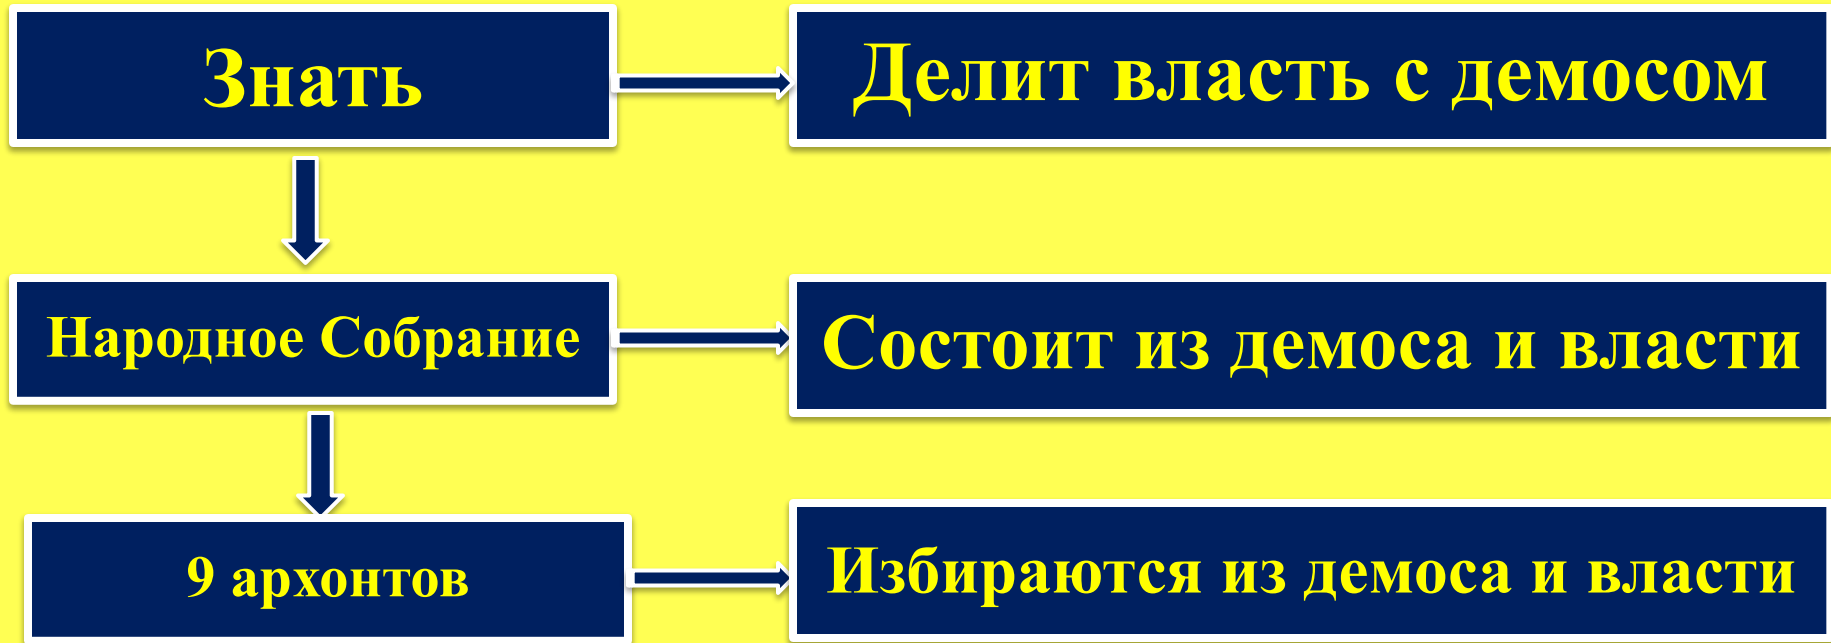 Знать
Делит власть с демосом
Народное Собрание
Состоит из демоса и власти
9 архонтов
Избираются из демоса и власти